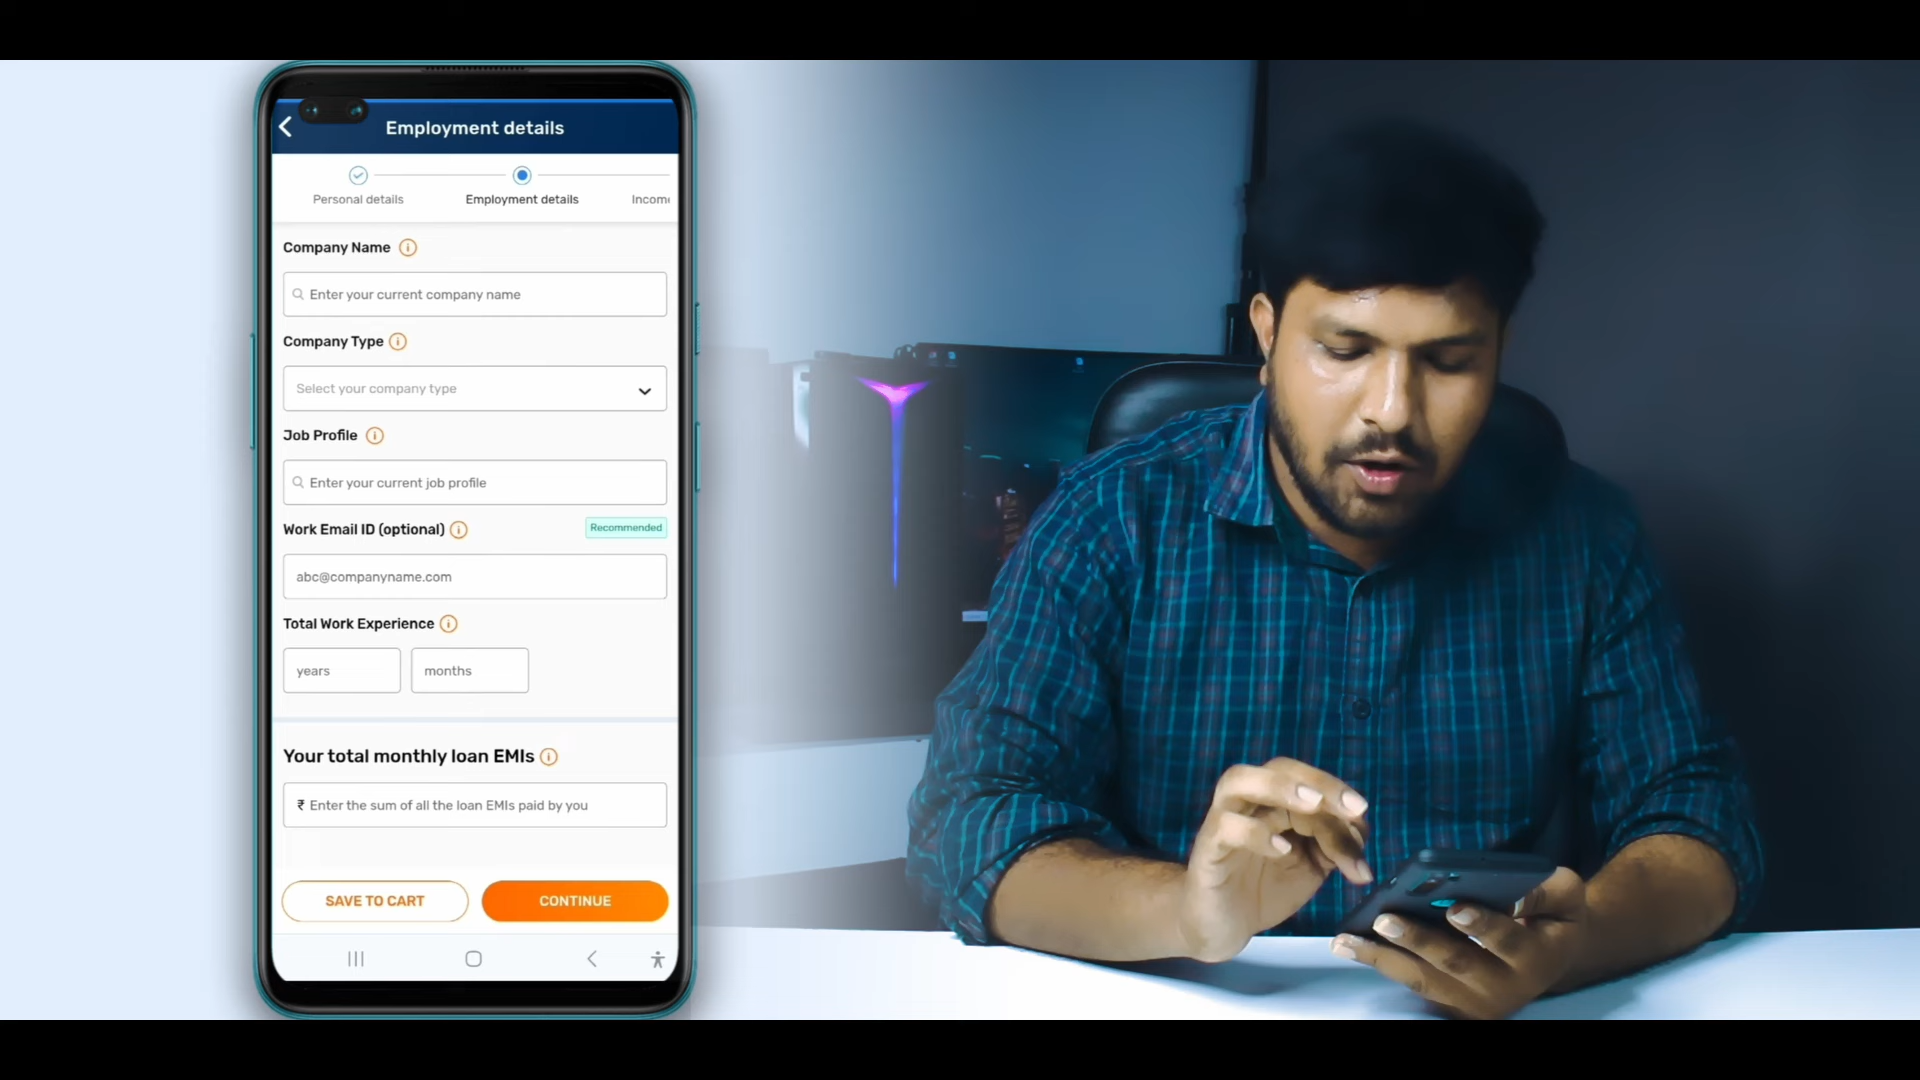 Employment details
Personal details
Employment details
Company Name
Enter your current company name
Company Type
Select your company type
Job Profile
Enter your current job profile
Work Email ID (optional)
Recommended
abc@companyname.com
Total Work Experience
years
months
Your total monthly loan EMIs
₹ Enter the sum of all the loan EMIs paid by you
SAVE TO CART
CONTINUE